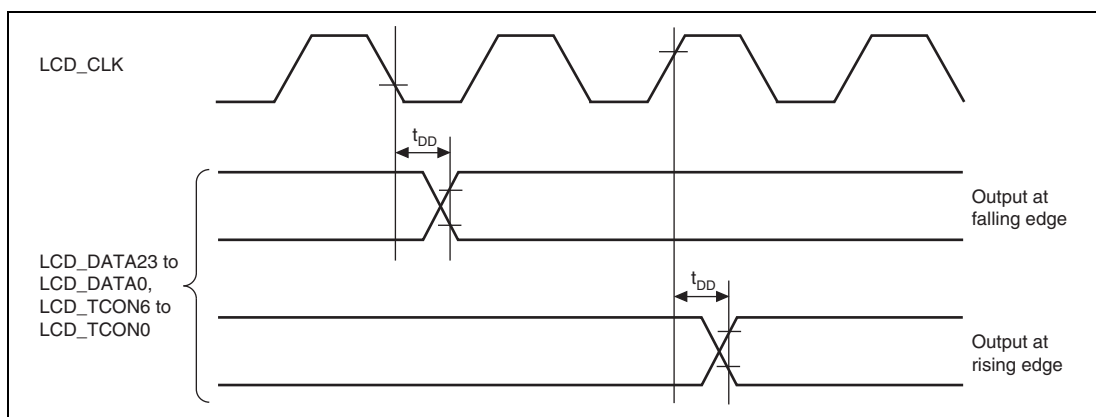 LCD_CLK
tDD
Output at
falling edge
LCD_DATA23 to
LCD_DATA0,
LCD_TCON6 to
LCD_TCON0
tDD
Output at
rising edge